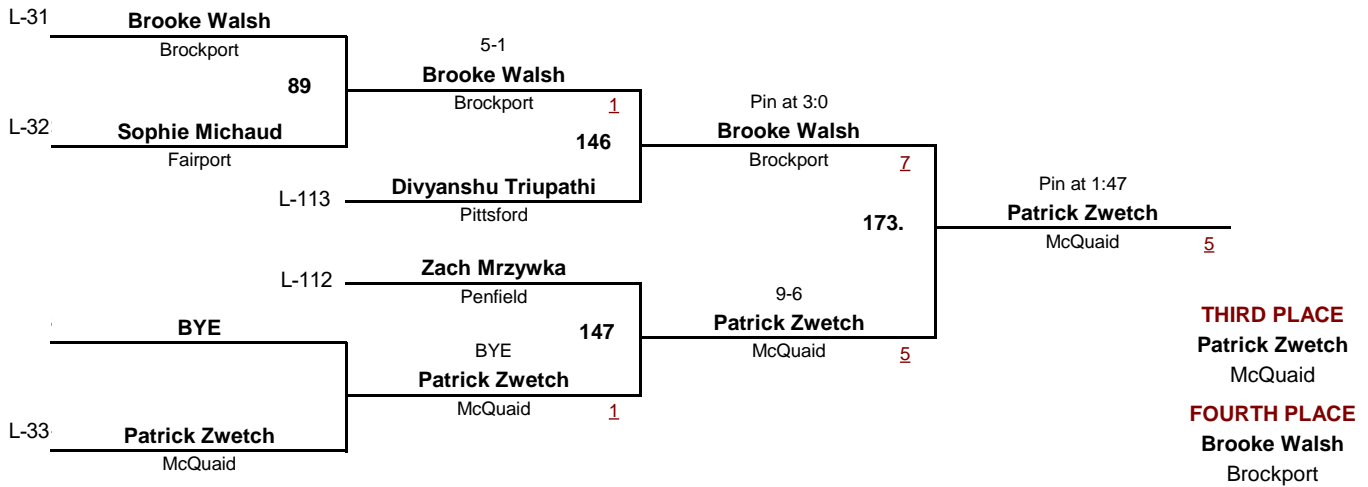 L-31
Brooke Walsh
Brockport
89
L-32
Sophie Michaud
Fairport
5-1
Brooke Walsh
Brockport
1
146
L-113
Divyanshu Triupathi
Pittsford
Pin at 3:0
Brooke Walsh
Brockport
7
173.
Pin at 1:47
Patrick Zwetch
McQuaid
5
L-112
Zach Mrzywka
Penfield
147
BYE
BYE
Patrick Zwetch
McQuaid
1
9-6
Patrick Zwetch
McQuaid
5
L-33
Patrick Zwetch
McQuaid
THIRD PLACE
Patrick Zwetch
McQuaid
FOURTH PLACE
Brooke Walsh
Brockport